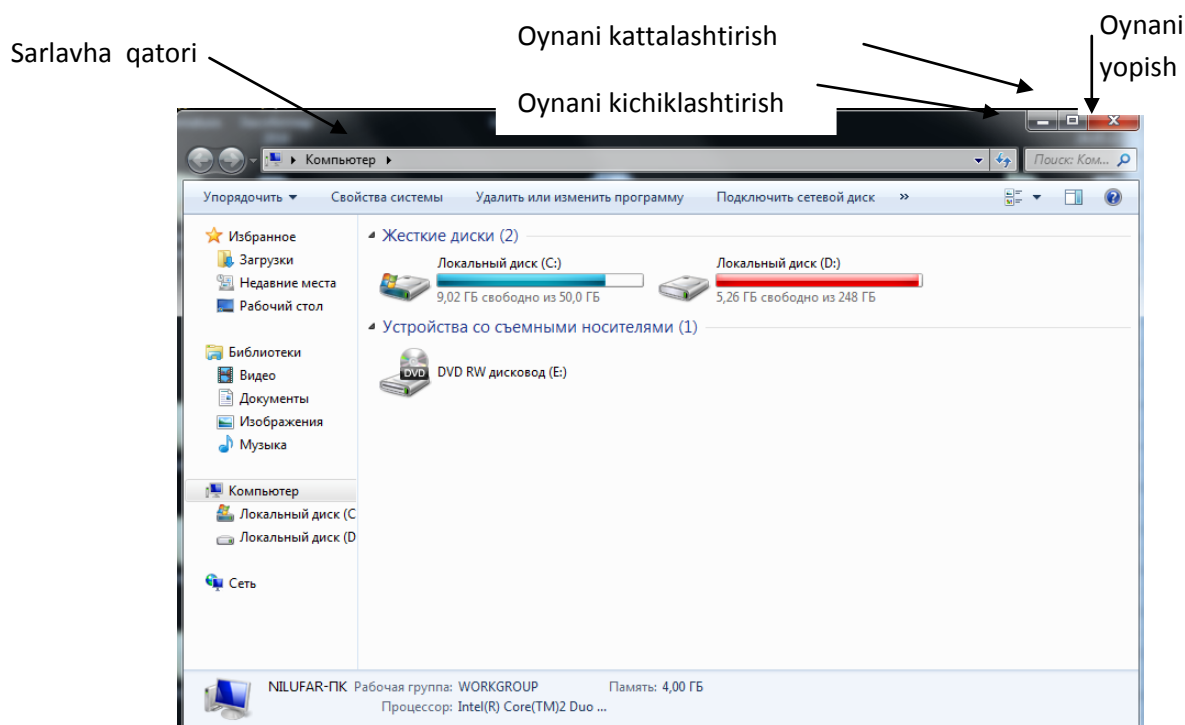 Sarlavha qatori
Oynani kattalashtirish
Oynani kichiklashtirish
Oynani
yopish
Компьютер
Поиск: Ком...
Упорядочить
Свойства системы
Удалить или изменить программу
Подключить сетевой диск
»
Избранное
Загрузки
Недавние места
Рабочий стол
Библиотеки
Видео
Документы
Изображения
Музыка
Компьютер
Локальный диск (C
Локальный диск (D
Сеть
Жесткие диски (2)
Локальный диск (C:)
9,02 ГБ свободно из 50,0 ГБ
Локальный диск (D:)
5,26 ГБ свободно из 248 ГБ
Устройства со съемными носителями (1)
DVD
DVD RW дисковод (E:)
NILUFAR-ПК Рабочая группа: WORKGROUP Память: 4,00 ГБ
Процессор: Intel(R) Core(TM)2 Duo ...